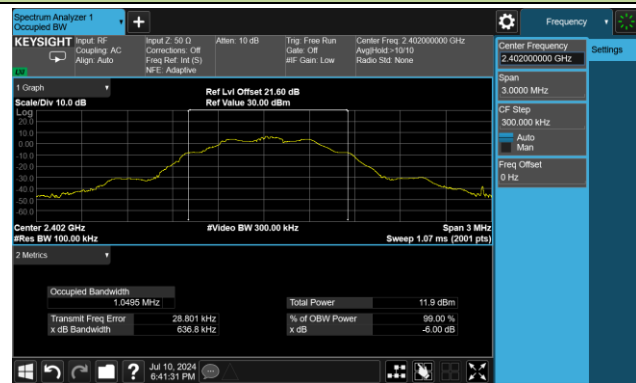 Spectrum Analyzer 1
Occupied BW
+
Frequency
KEYSIGHT
Input: RF
Coupling: AC
Align: Auto
Input Z: 50 Ω
Corrections: Off
Freq Ref: Int (S)
NFE: Adaptive
Atten: 10 dB
Trig: Free Run
Gate: Off
#IF Gain: Low
Center Freq: 2.402000000 GHz
Avg|Hold:>10/10
Radio Std: None
Center Frequency
2.402000000 GHz
Settings
Span
3.0000 MHz
CF Step
300.000 kHz
Auto
Man
Freq Offset
0 Hz
1 Graph
Scale/Div 10.0 dB
Ref Lvl Offset 21.60 dB
Ref Value 30.00 dBm
Log
20.0
10.0
0.00
-10.0
-20.0
-30.0
-40.0
-50.0
-60.0
Center 2.402 GHz
#Res BW 100.00 kHz
#Video BW 300.00 kHz
Span 3 MHz
Sweep 1.07 ms (2001 pts)
2 Metrics
Occupied Bandwidth
1.0495 MHz
Total Power 11.9 dBm
Transmit Freq Error 28.801 kHz
% of OBW Power 99.00 %
x dB Bandwidth 636.8 kHz
x dB -6.00 dB
?
Jul 10, 2024
6:41:31 PM